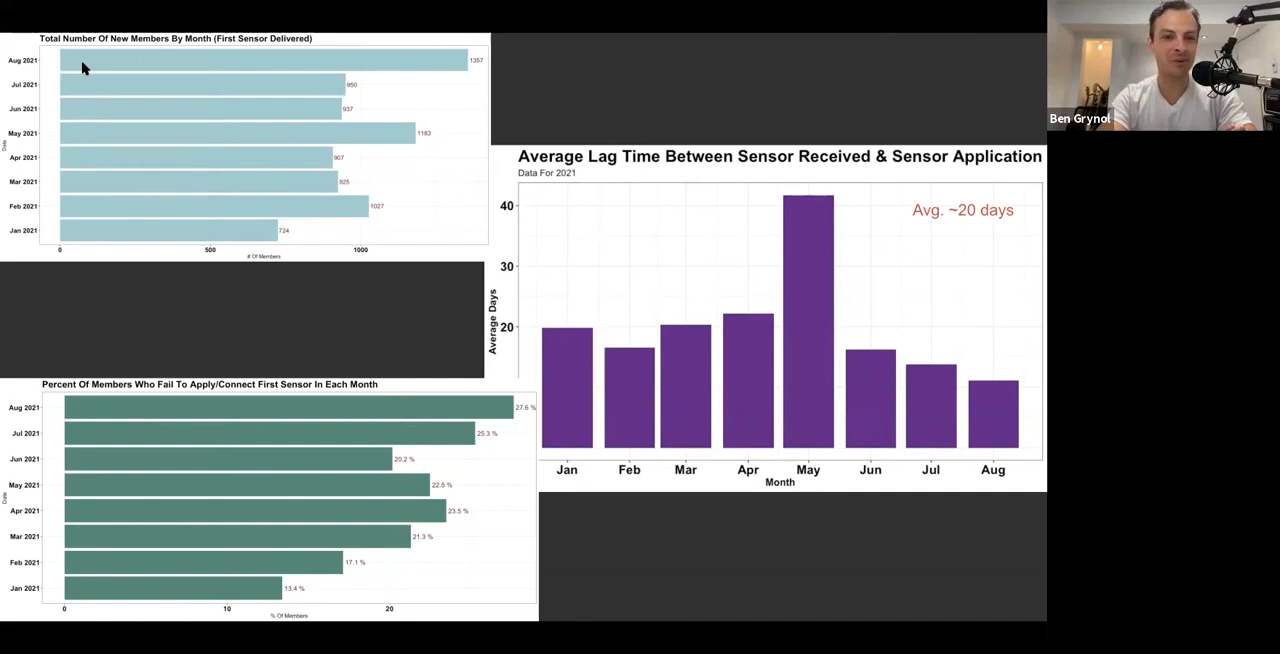 Total Number Of New Members By Month (First Sensor Delivered)
Aug 2021
1357
Jul 2021
950
Jun 2021
937
May 2021
1183
Apr 2021
907
Mar 2021
925
Feb 2021
1027
Jan 2021
724
Date
0
500
1000
# Of Members
Ben Grynol
Average Lag Time Between Sensor Received & Sensor Application
Data For 2021
Avg. ~20 days
40
30
20
Average Days
Jan
Feb
Mar
Apr
May
Jun
Jul
Aug
Month
Percent Of Members Who Fail To Apply/Connect First Sensor In Each Month
Aug 2021
27.6 %
Jul 2021
25.3 %
Jun 2021
20.2 %
May 2021
22.5 %
Apr 2021
23.5 %
Mar 2021
21.3 %
Feb 2021
17.1 %
Jan 2021
13.4 %
Date
0
10
20
% Of Members